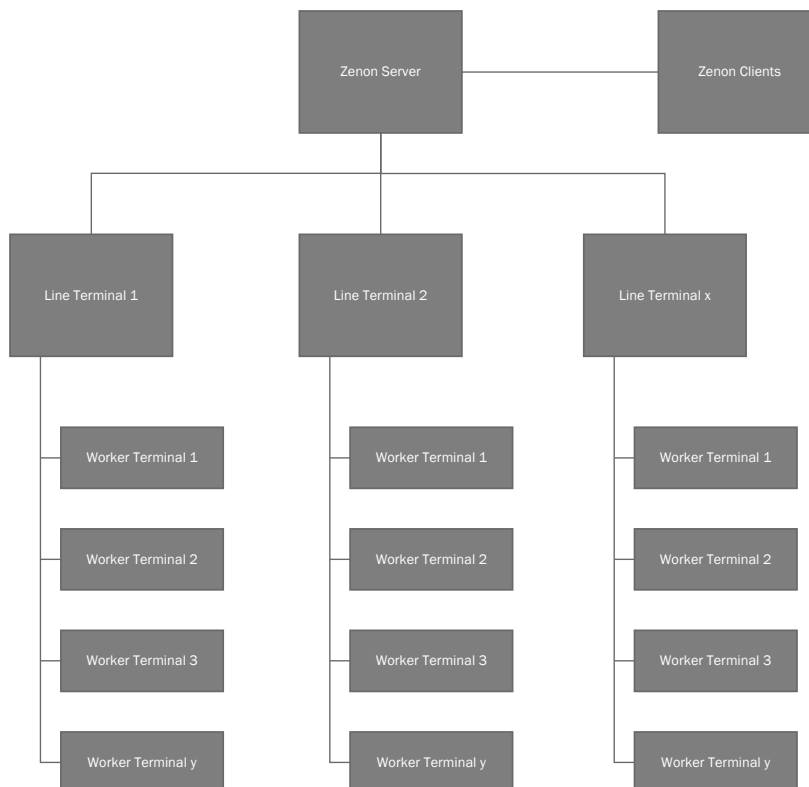 Zenon Server
Zenon Clients
Line Terminal 1
Line Terminal 2
Line Terminal x
Worker Terminal 1
Worker Terminal 1
Worker Terminal 1
Worker Terminal 2
Worker Terminal 2
Worker Terminal 2
Worker Terminal 3
Worker Terminal 3
Worker Terminal 3
Worker Terminal y
Worker Terminal y
Worker Terminal y